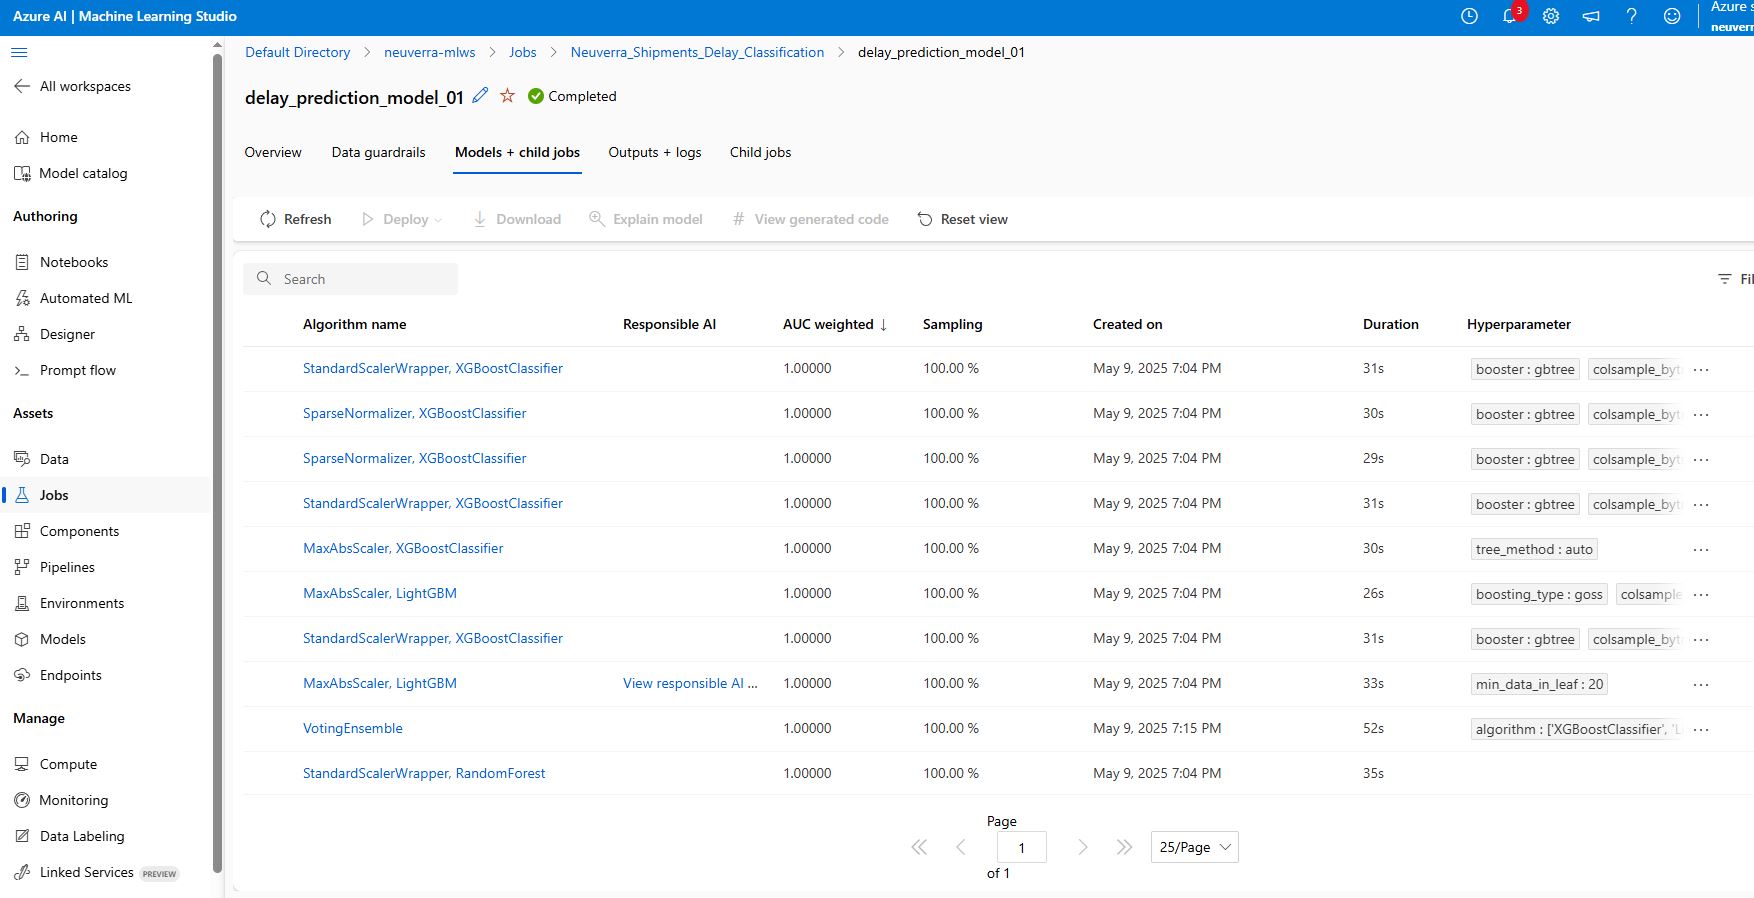 Azure AI | Machine Learning Studio
3
Azure s
neuverr
All workspaces
Home
Model catalog
Authoring
Notebooks
Automated ML
Designer
Prompt flow
Assets
Data
Jobs
Components
Pipelines
Environments
Models
Endpoints
Manage
Compute
Monitoring
Data Labeling
Linked Services PREVIEW
Default Directory > neuverra-mlws > Jobs > Neuverra_Shipments_Delay_Classification > delay_prediction_model_01
delay_prediction_model_01 Completed
Overview Data guardrails Models + child jobs Outputs + logs Child jobs
Refresh Deploy Download Explain model # View generated code Reset view
Search Fil
Algorithm name Responsible AI AUC weighted ↓ Sampling Created on Duration Hyperparameter
StandardScalerWrapper, XGBoostClassifier 1.00000 100.00 % May 9, 2025 7:04 PM 31s booster : gbtree colsample_byt ...
SparseNormalizer, XGBoostClassifier 1.00000 100.00 % May 9, 2025 7:04 PM 30s booster : gbtree colsample_byt ...
SparseNormalizer, XGBoostClassifier 1.00000 100.00 % May 9, 2025 7:04 PM 29s booster : gbtree colsample_byt ...
StandardScalerWrapper, XGBoostClassifier 1.00000 100.00 % May 9, 2025 7:04 PM 31s booster : gbtree colsample_byt ...
MaxAbsScaler, XGBoostClassifier 1.00000 100.00 % May 9, 2025 7:04 PM 30s tree_method : auto ...
MaxAbsScaler, LightGBM 1.00000 100.00 % May 9, 2025 7:04 PM 26s boosting_type : goss colsample ...
StandardScalerWrapper, XGBoostClassifier 1.00000 100.00 % May 9, 2025 7:04 PM 31s booster : gbtree colsample_byt ...
MaxAbsScaler, LightGBM View responsible AI ... 1.00000 100.00 % May 9, 2025 7:04 PM 33s min_data_in_leaf : 20 ...
VotingEnsemble 1.00000 100.00 % May 9, 2025 7:15 PM 52s algorithm : ['XGBoostClassifier', 'L ...
StandardScalerWrapper, RandomForest 1.00000 100.00 % May 9, 2025 7:04 PM 35s
Page
1 25/Page
of 1